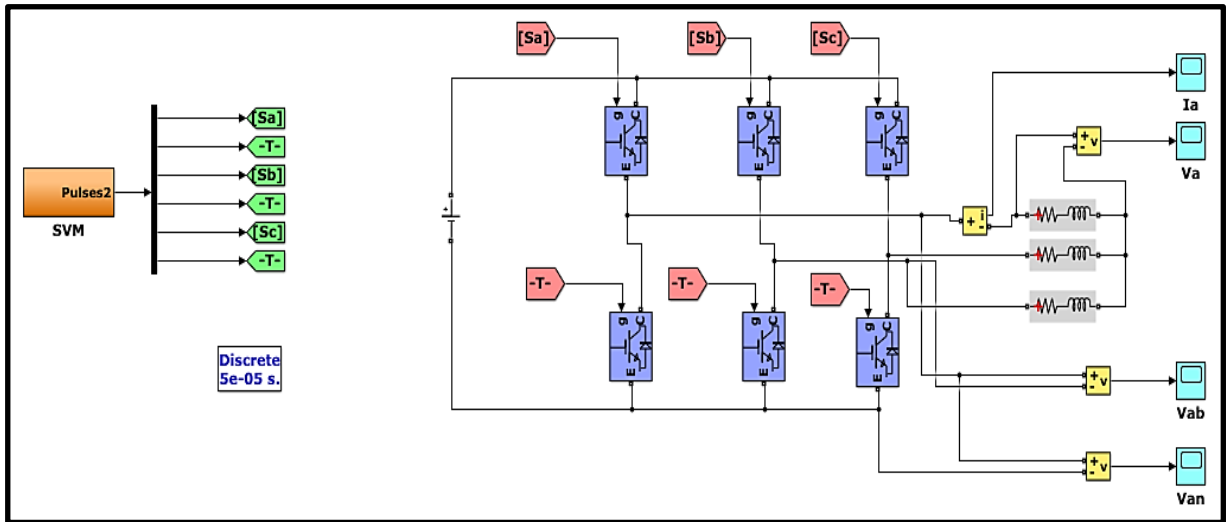 [Sa]
[Sb]
[Sc]
Ia
Va
Pulses2
SVM
[Sa]
-T-
[Sb]
-T-
[Sc]
-T-
Discrete
5e-05 s.
g
C
E
g
C
E
g
C
E
+
i
-
+
-
v
-T-
-T-
-T-
g
C
E
g
C
E
g
C
E
+
+
-
v
Vab
+
-
v
Van